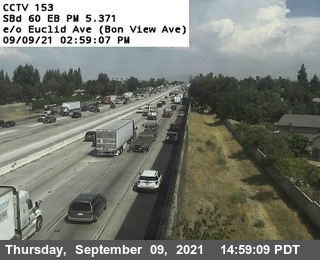 CCTV 153
SBd 60 EB PM 5.371
e/o Euclid Ave (Bon View Ave)
09/09/21 02:59:07 PM
Thursday, September 09, 2021 14:59:09 PDT